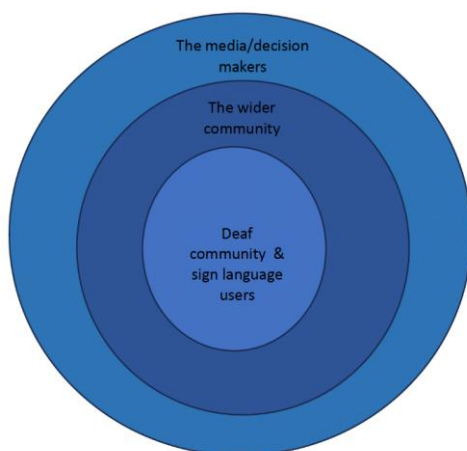 The media/decision
makers
The wider
community
Deaf
community & 
sign language
users